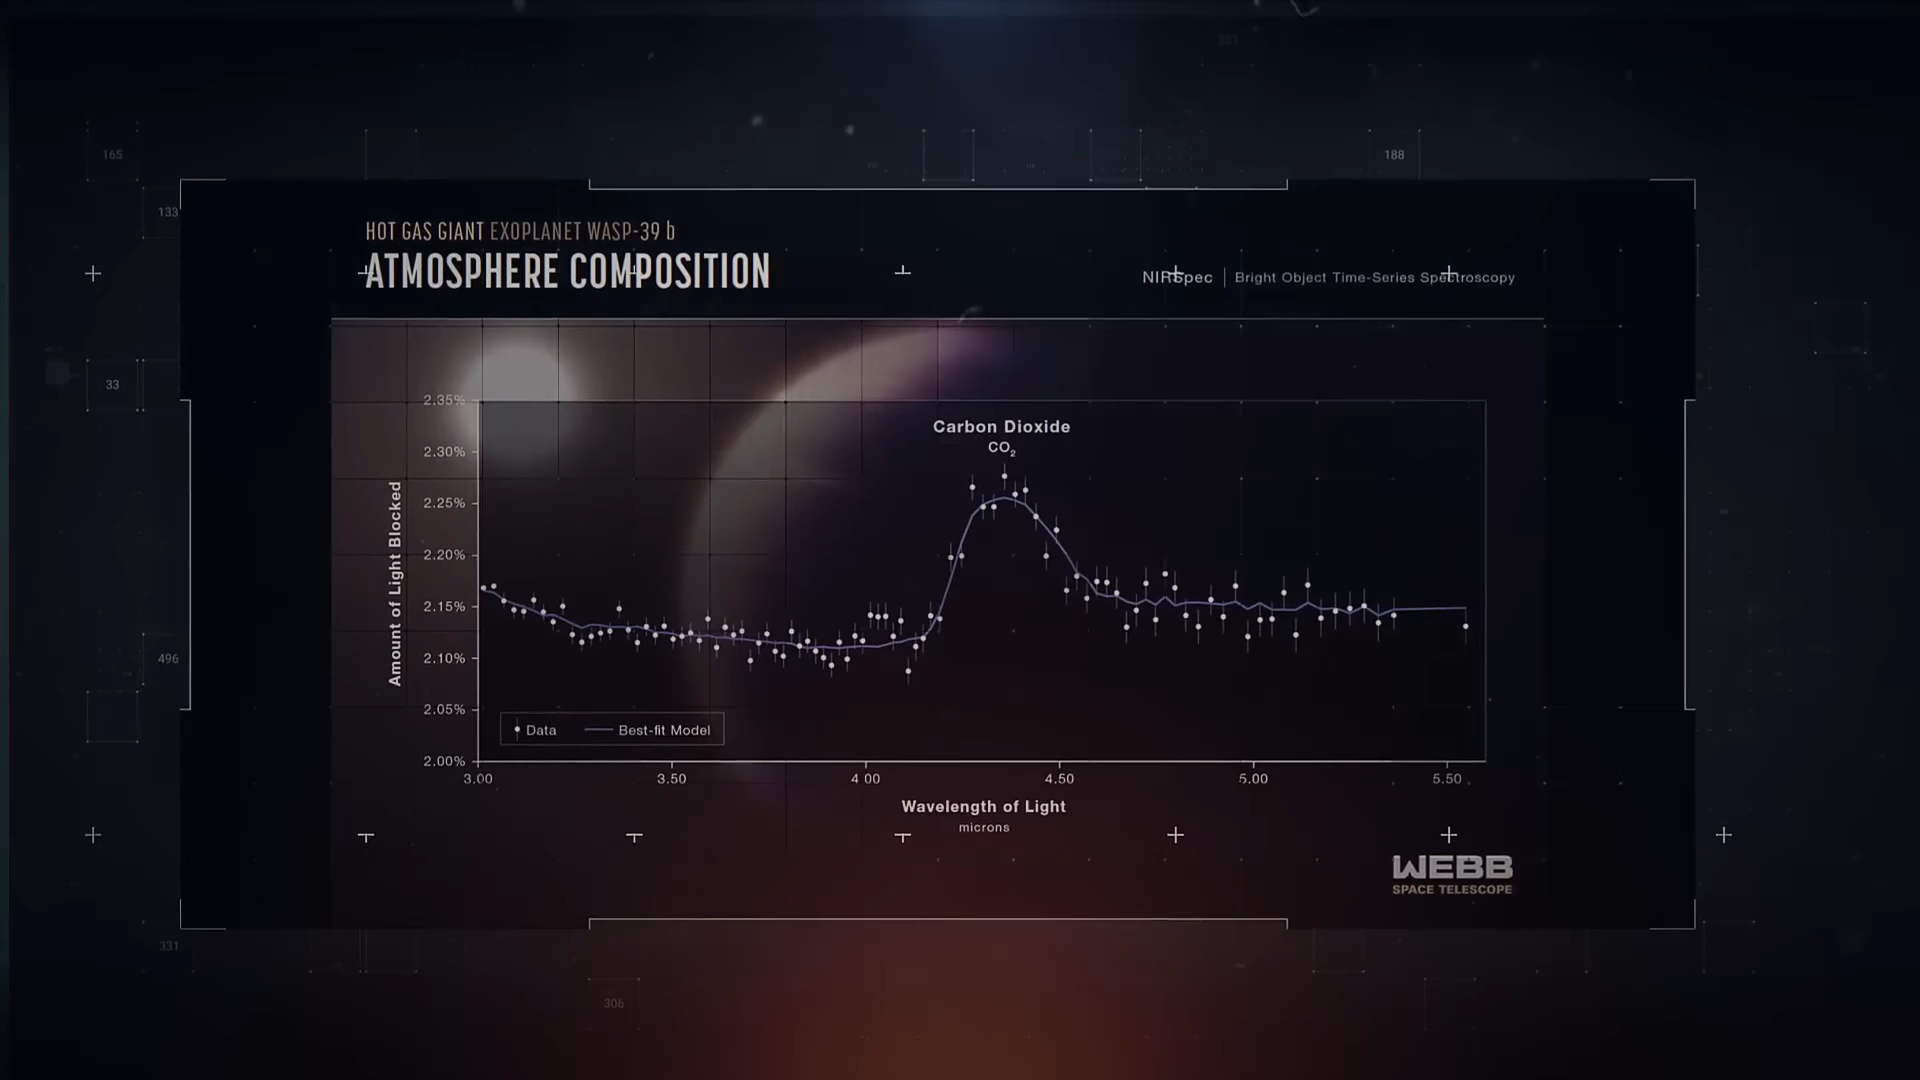 251
165
188
133
HOT GAS GIANT EXOPLANET WASP-39 b
ATMOSPHERE COMPOSITION
NIRSpec | Bright Object Time-Series Spectroscopy
33
2.35%
Carbon Dioxide
CO₂
2.30%
2.25%
2.20%
2.15%
2.10%
2.05%
2.00%
Amount of Light Blocked
496
Data
Best-fit Model
3.00 3.50 4 00 4.50 5.00 5.50
Wavelength of Light
microns
WEBB
SPACE TELESCOPE
331
306